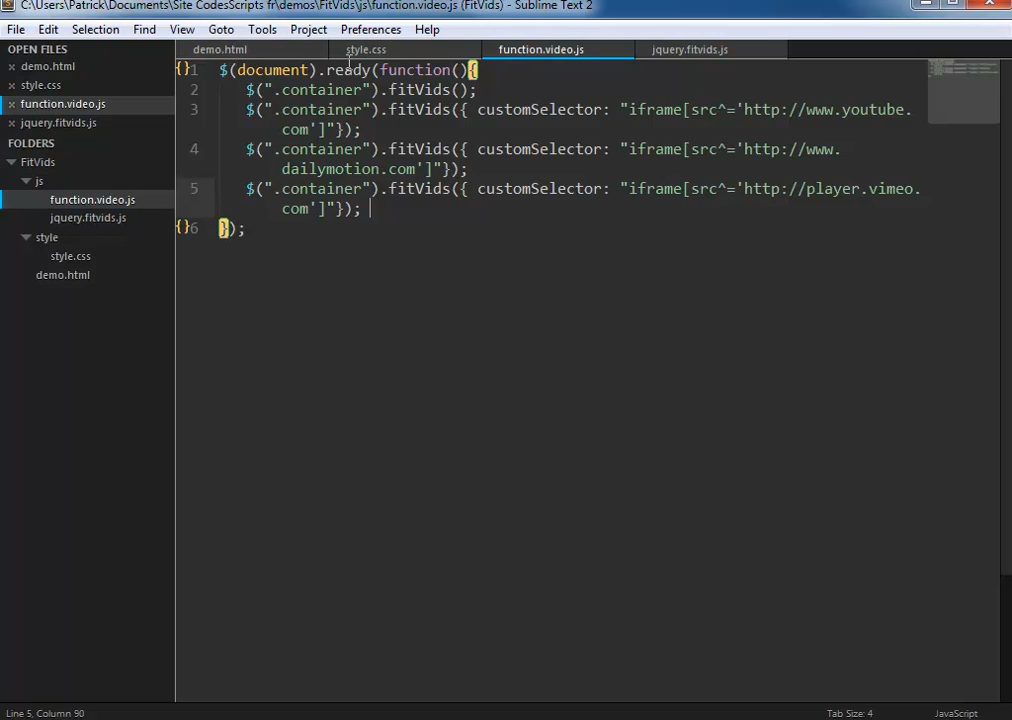 C:\Users\Patrick\Documents\Site CodesScripts fr\demos\FitVids\js\function.video.js (FitVids) - Sublime Text 2
File Edit Selection Find View Goto Tools Project Preferences Help
OPEN FILES
demo.html
style.css
function.video.js
jquery.fitvids.js
FOLDERS
FitVids
js
function.video.js
jquery.fitvids.js
style
style.css
demo.html
demo.html style.css function.video.js jquery.fitvids.js
{}1 $(document).ready(function(){
2 $(".container").fitVids();
3 $(".container").fitVids({ customSelector: "iframe[src^='http://www.youtube.
com']"});
4 $(".container").fitVids({ customSelector: "iframe[src^='http://www.
dailymotion.com']"});
5 $(".container").fitVids({ customSelector: "iframe[src^='http://player.vimeo.
com']"});
{}6 });
Line 5, Column 90 Tab Size: 4 JavaScript